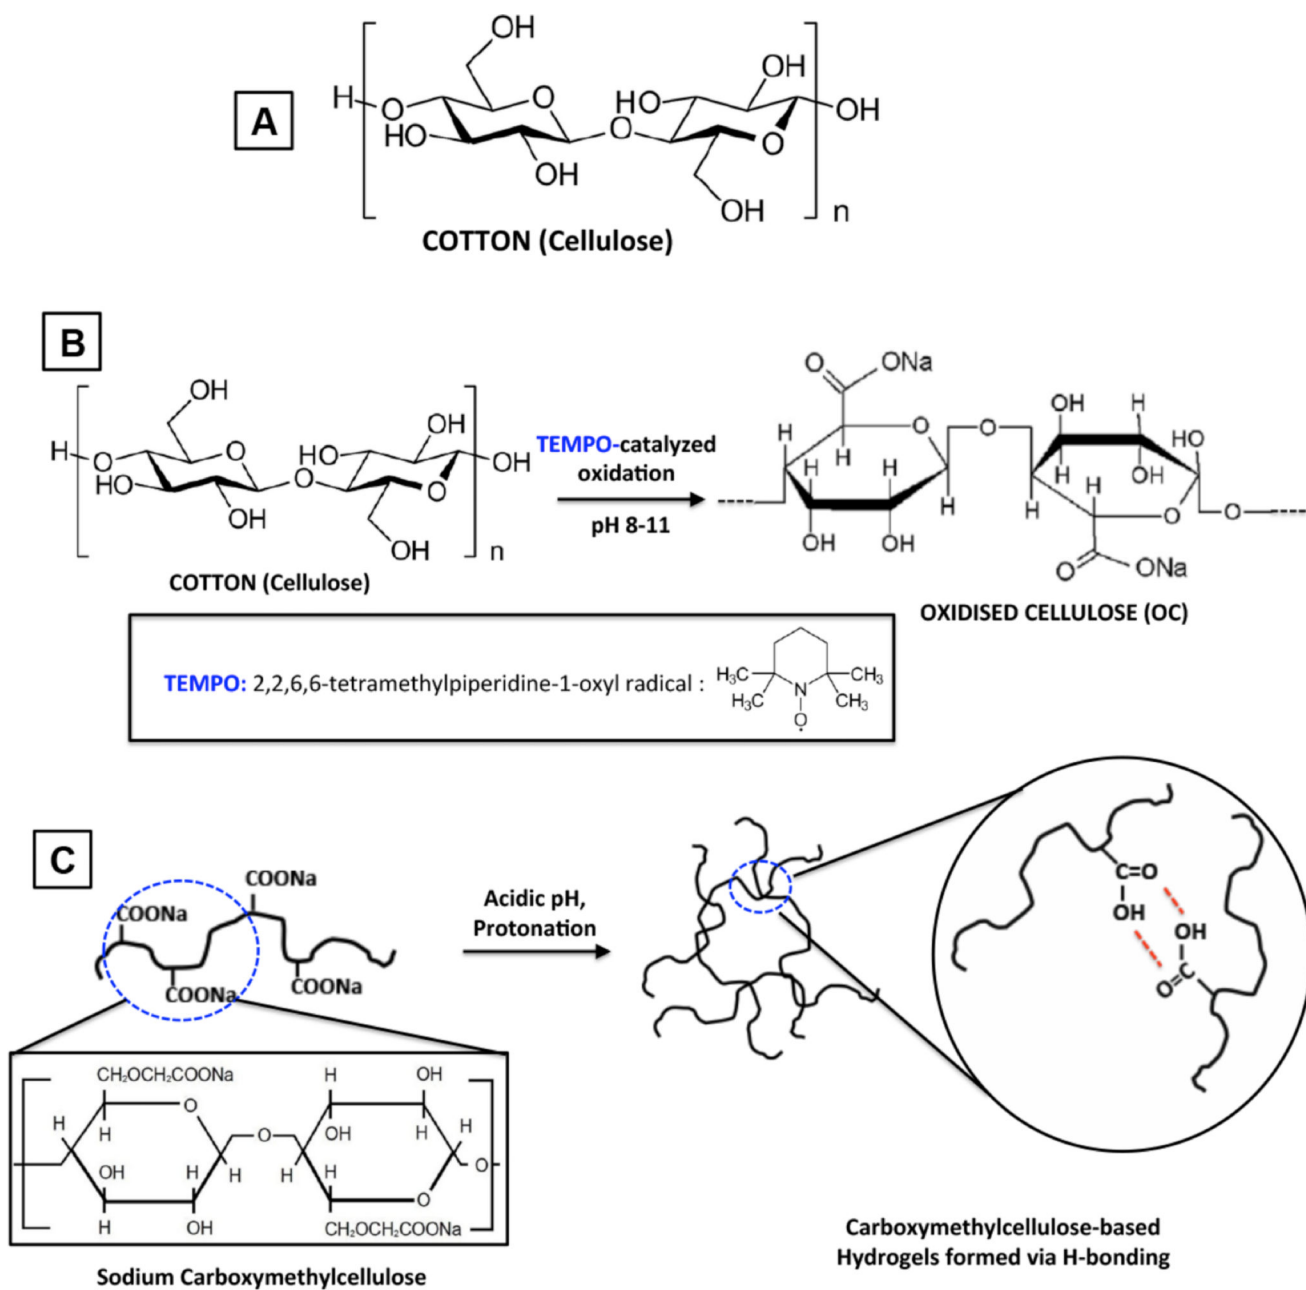 A
OH
OH
H
O
O
HO
OH
HO
O
O
OH
OH
n
COTTON (Cellulose)
B
OH
OH
H
O
O
HO
OH
HO
O
O
OH
OH
n
COTTON (Cellulose)
TEMPO-catalyzed
oxidation
pH 8-11
O
ONa
OH
H
H
O
O
HO
H
H
H
H
OH
H
H
H
O
O
OH
OH
O
ONa
OXIDISED CELLULOSE (OC)
TEMPO: 2,2,6,6-tetramethylpiperidine-1-oxyl radical :
H₃C
CH₃
H₃C
N
CH₃
O
C
COONa
COONa
COONa
COONa
Acidic pH,
Protonation
C=O
OH
OH
C
O
CH₂OCH₂COONa
H
OH
O
H
H
O
OH
H
H
OH
H
H
H
H
O
O
H
OH
CH₂OCH₂COONa
Sodium Carboxymethylcellulose
Carboxymethylcellulose-based
Hydrogels formed via H-bonding